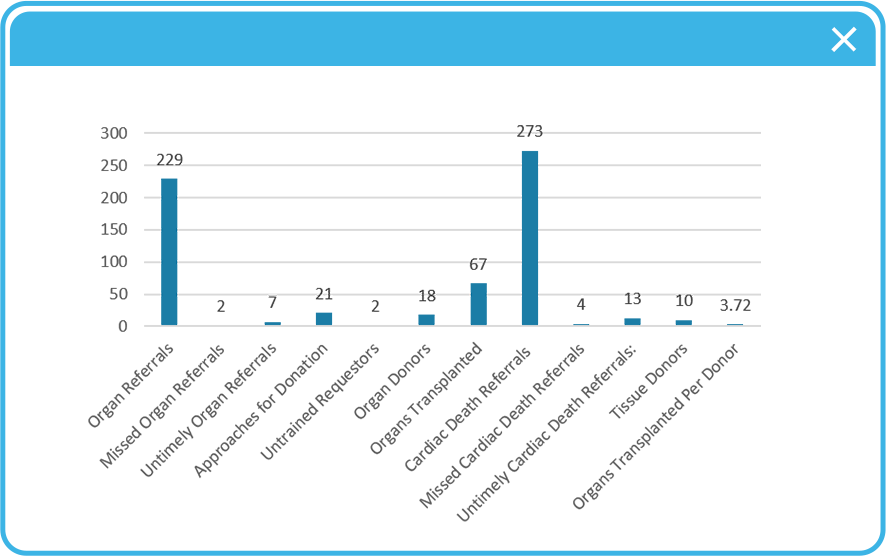 300
250
200
150
100
50
0
229
2
7
21
2
18
67
273
4
13
10
3.72
Organ Referrals
Missed Organ Referrals
Untimely Organ Referrals
Approaches for Donation
Untrained Requestors
Organ Donors
Organs Transplanted
Cardiac Death Referrals
Missed Cardiac Death Referrals
Untimely Cardiac Death Referrals:
Tissue Donors
Organs Transplanted Per Donor